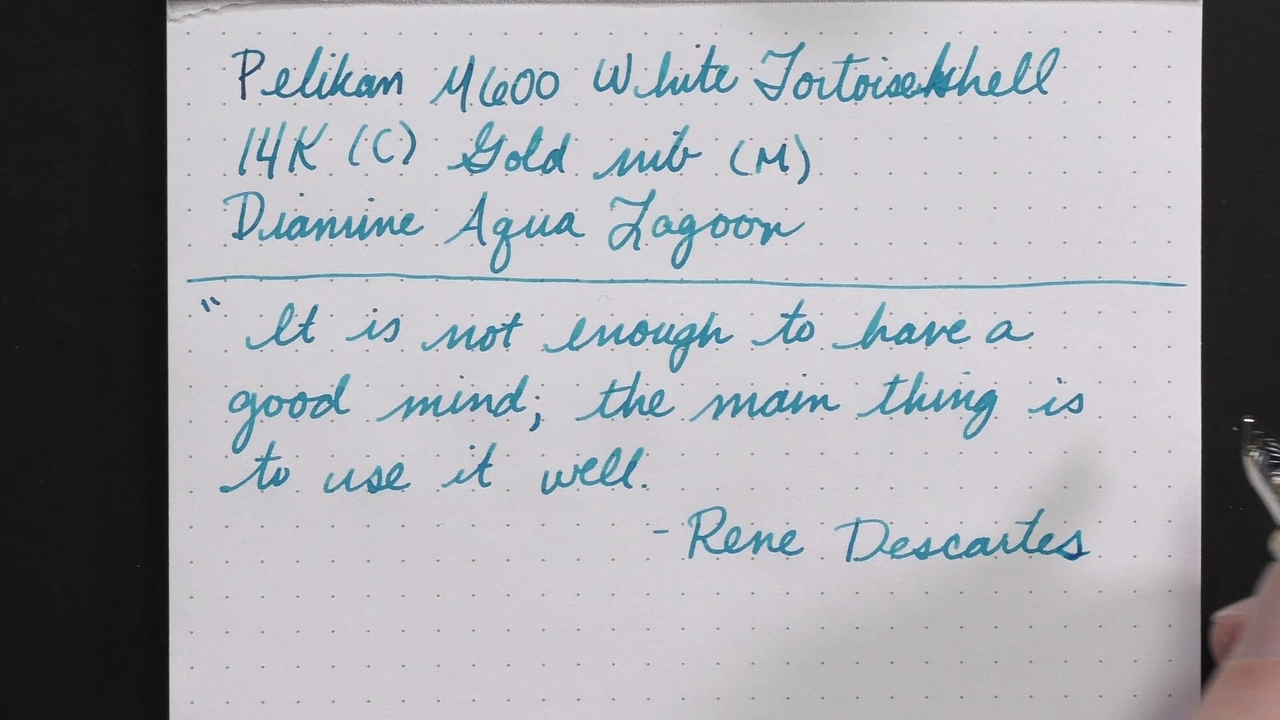 Pelikan M600 White Tortoiseshell
14K (C) Gold nib (M)
Diamine Aqua Lagoon
" It is not enough to have a
good mind; the main thing is
to use it well.
- Rene Descartes